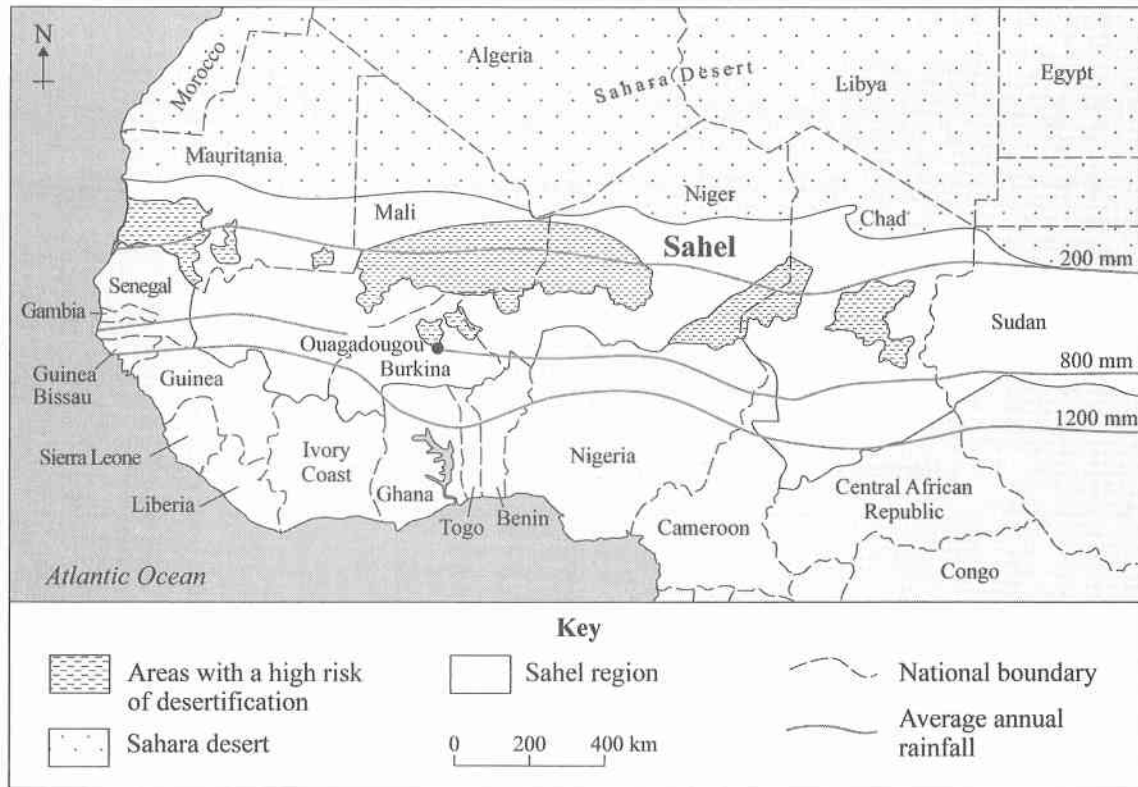 N
Morocco
Algeria
Sahara Desert
Libya
Egypt
Mauritania
Mali
Niger
Chad
Sahel
200 mm
Senegal
Gambia
Sudan
Ouagadougou
Burkina
800 mm
Guinea
Bissau
Guinea
1200 mm
Sierra Leone
Ivory
Coast
Nigeria
Liberia
Ghana
Togo
Benin
Cameroon
Central African
Republic
Congo
Atlantic Ocean
Key
Areas with a high risk
of desertification
Sahel region
National boundary
Sahara desert
0 200 400 km
Average annual
rainfall